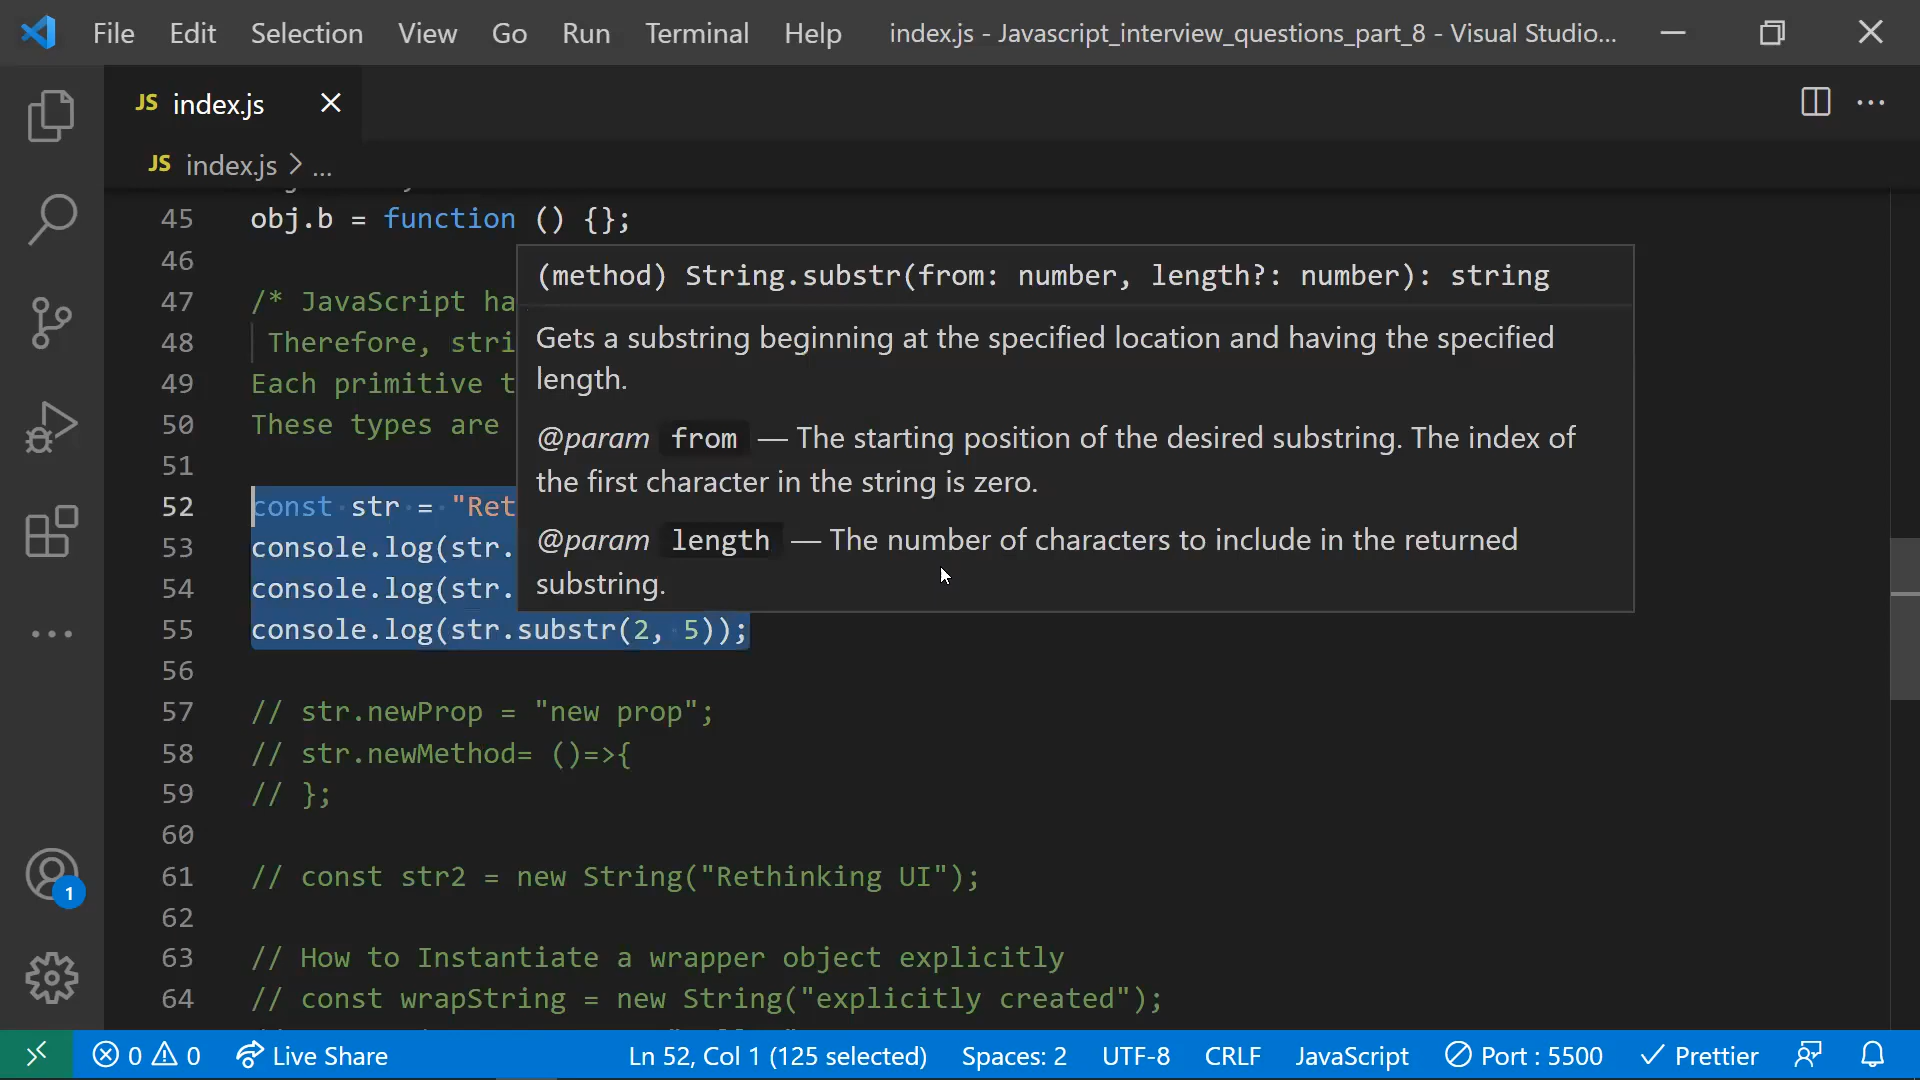 File Edit Selection View Go Run Terminal Help index.js - Javascript_interview_questions_part_8 - Visual Studio...
JS index.js
JS index.js > ...
45 obj.b = function () {};
46
(method) String.substr(from: number, length?: number): string
47 /* JavaScript ha
Gets a substring beginning at the specified location and having the specified
48 Therefore, stri
length.
49 Each primitive t
50 These types are
@param from — The starting position of the desired substring. The index of
51
the first character in the string is zero.
52 const str = "Ret
@param length — The number of characters to include in the returned
53 console.log(str.
substring.
54 console.log(str.
55 console.log(str.substr(2, 5));
56
57 // str.newProp = "new prop";
58 // str.newMethod= ()=>{
59 // };
60
61 // const str2 = new String("Rethinking UI");
62
63 // How to Instantiate a wrapper object explicitly
64 // const wrapString = new String("explicitly created");
1
0 0 Live Share Ln 52, Col 1 (125 selected) Spaces: 2 UTF-8 CRLF JavaScript Port : 5500 Prettier